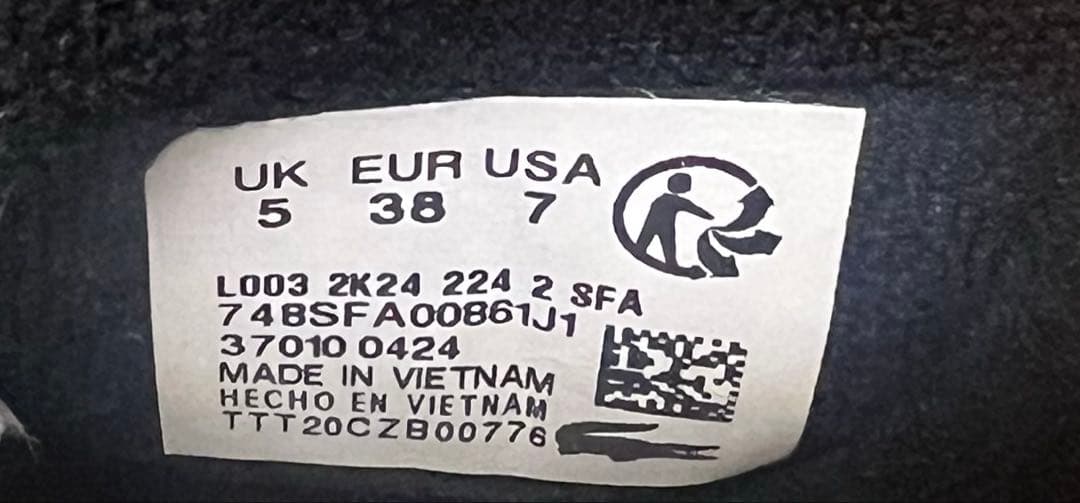 UK EUR USA
5 38 7
L003 2K24 224 2 SFA
748SFA00861J1
370100 0424
MADE IN VIETNAM
HECHO EN VIETNAM
TTT20CZB00776